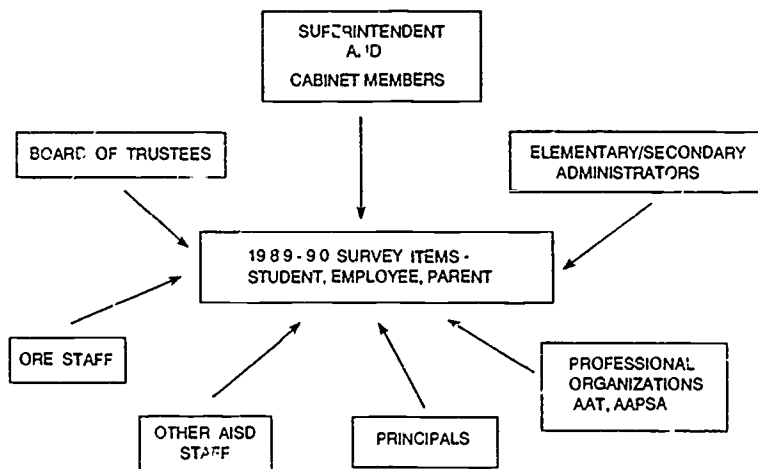 SUPERINTENDENT
AND
CABINET MEMBERS
BOARD OF TRUSTEES
ELEMENTARY/SECONDARY
ADMINISTRATORS
1989-90 SURVEY ITEMS -
STUDENT, EMPLOYEE, PARENT
ORE STAFF
PROFESSIONAL
ORGANIZATIONS
AAT, AAPSA
OTHER AISD
STAFF
PRINCIPALS